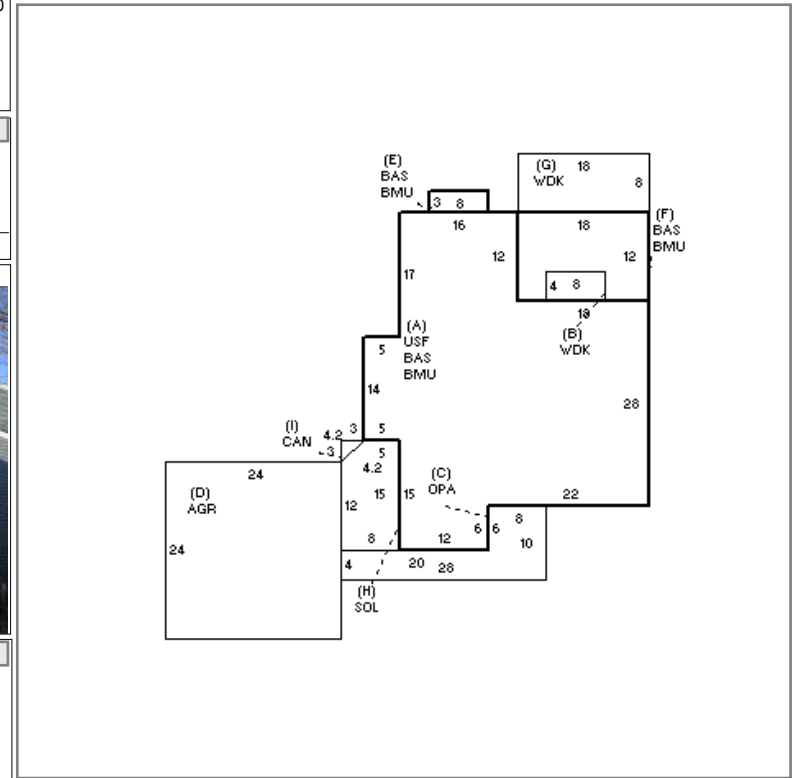 (G) 18
WDK 8
(E)
BAS
BMU
3 8
16
18
(F)
BAS
BMU
12
12
17
4 8
(B)
WDK
(A)
USF
BAS
BMU
5
14
28
(I)
CAN
4.2 3 5
3
5
4.2
24
(D)
AGR
(C)
OPA
22
12 15 15
6 6 8
24
8
12
10
4
20 28
(H)
SOL